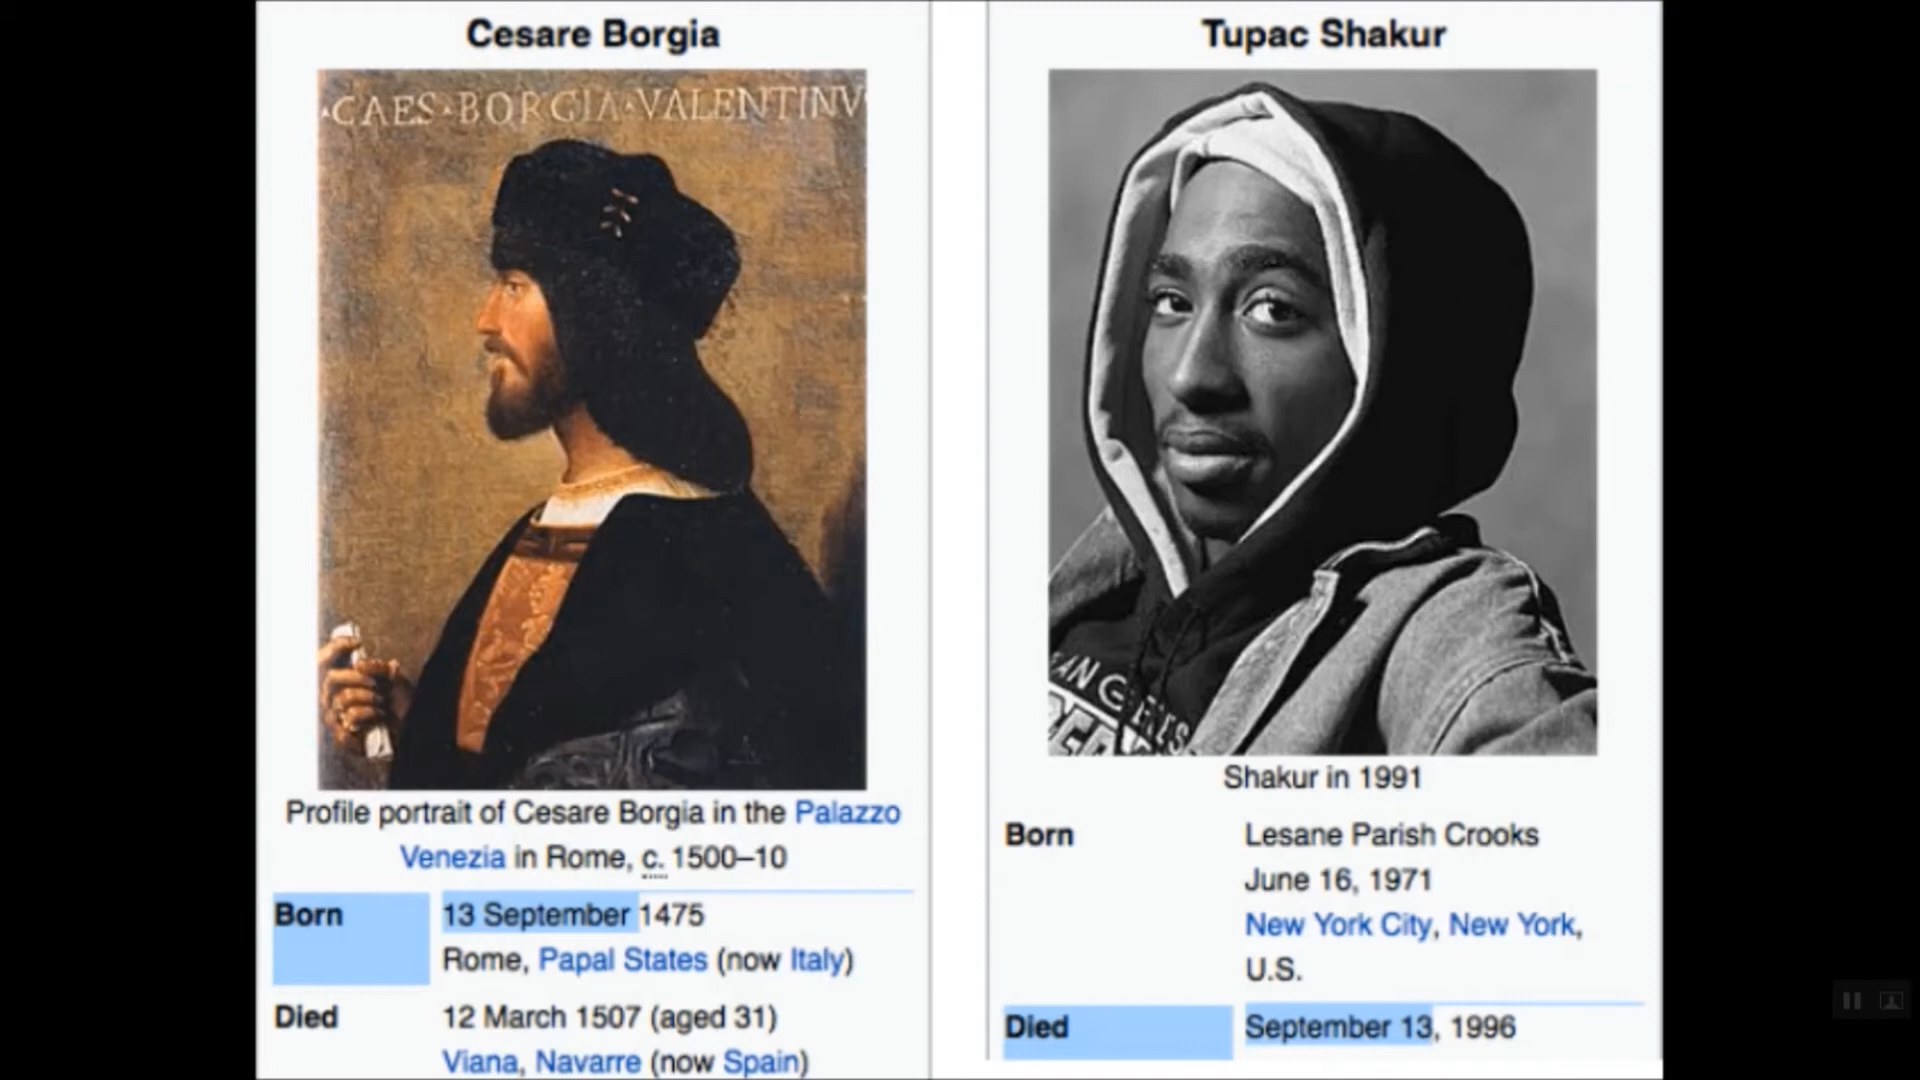 Cesare Borgia
CAES·BORGIA·VALENTINV
Profile portrait of Cesare Borgia in the Palazzo
Venezia in Rome, c. 1500–10
Born 13 September 1475
Rome, Papal States (now Italy)
Died 12 March 1507 (aged 31)
Viana, Navarre (now Spain)
Tupac Shakur
Shakur in 1991
Born Lesane Parish Crooks
June 16, 1971
New York City, New York,
U.S.
Died September 13, 1996